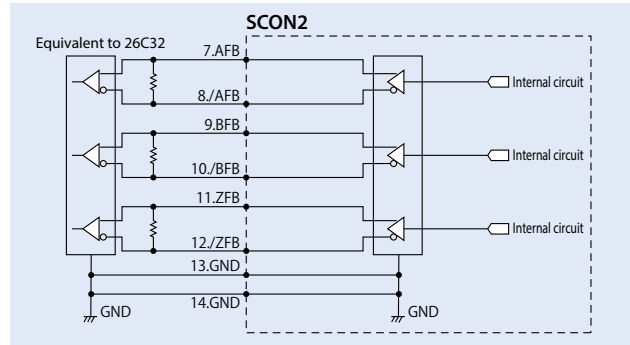 SCON2
Equivalent to 26C32
7.AFB
Internal circuit
8./AFB
9.BFB
Internal circuit
10./BFB
11.ZFB
Internal circuit
12./ZFB
13.GND
14.GND
GND
GND